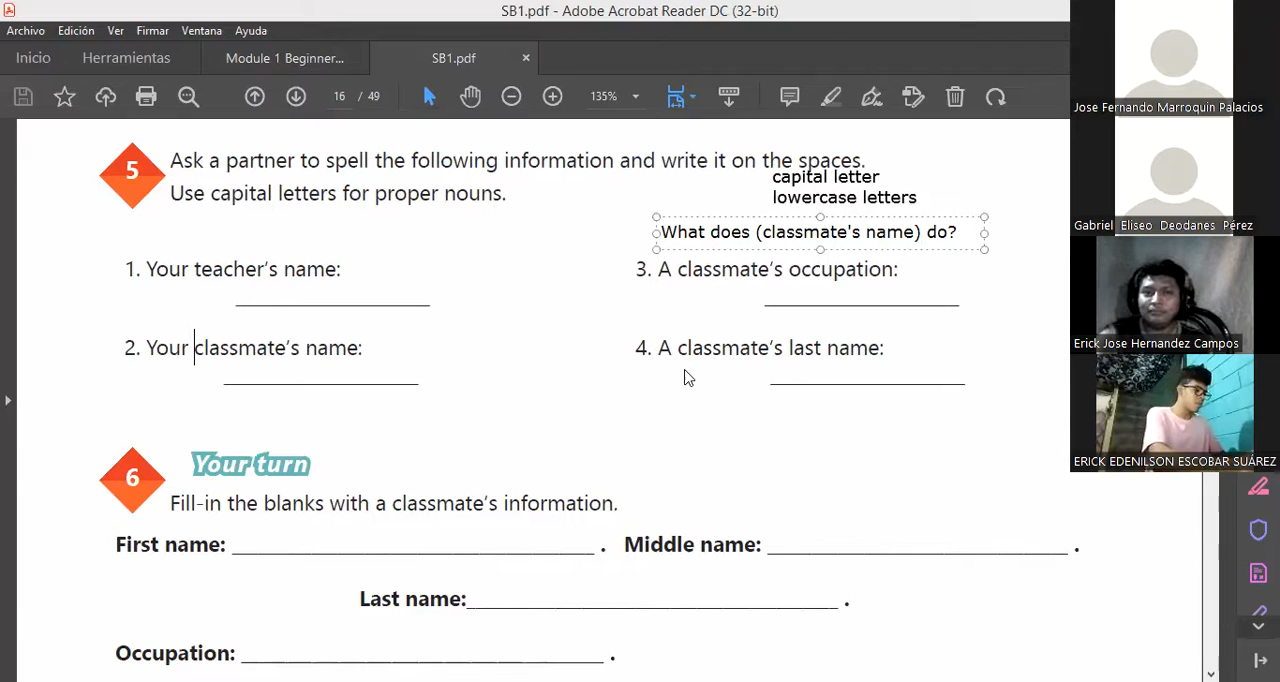 SB1.pdf - Adobe Acrobat Reader DC (32-bit)
Archivo Edición Ver Firmar Ventana Ayuda
Inicio Herramientas Module 1 Beginner... SB1.pdf ×
16 / 49 135%
5 Ask a partner to spell the following information and write it on the spaces.
Use capital letters for proper nouns.
capital letter
lowercase letters
What does (classmate's name) do?
1. Your teacher's name:
3. A classmate's occupation:
2. Your classmate's name:
4. A classmate's last name:
6 Your turn
Fill-in the blanks with a classmate's information.
First name: ______________ . Middle name: ______________ .
Last name:______________ .
Occupation: ______________ .
Jose Fernando Marroquin Palacios
Gabriel Eliseo Deodanes Pérez
Erick Jose Hernandez Campos
ERICK EDENILSON ESCOBAR SUÁREZ